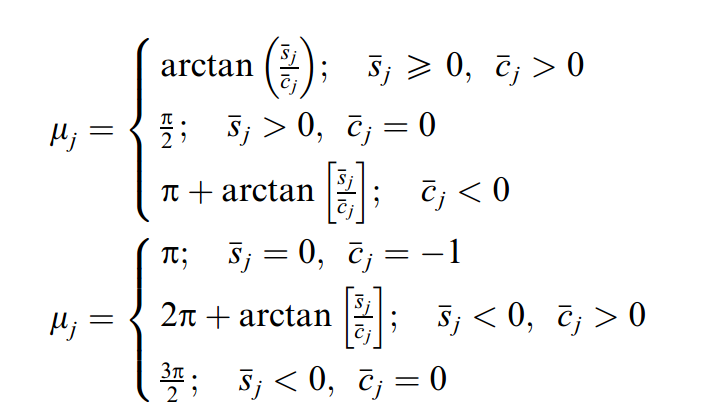 μ_j = { arctan (s̄_j / c̄_j);  s̄_j ⩾ 0, c̄_j > 0
π/2;  s̄_j > 0, c̄_j = 0
π + arctan [s̄_j / c̄_j];  c̄_j < 0
μ_j = { π;  s̄_j = 0, c̄_j = −1
2π + arctan [s̄_j / c̄_j];  s̄_j < 0, c̄_j > 0
3π/2;  s̄_j < 0, c̄_j = 0